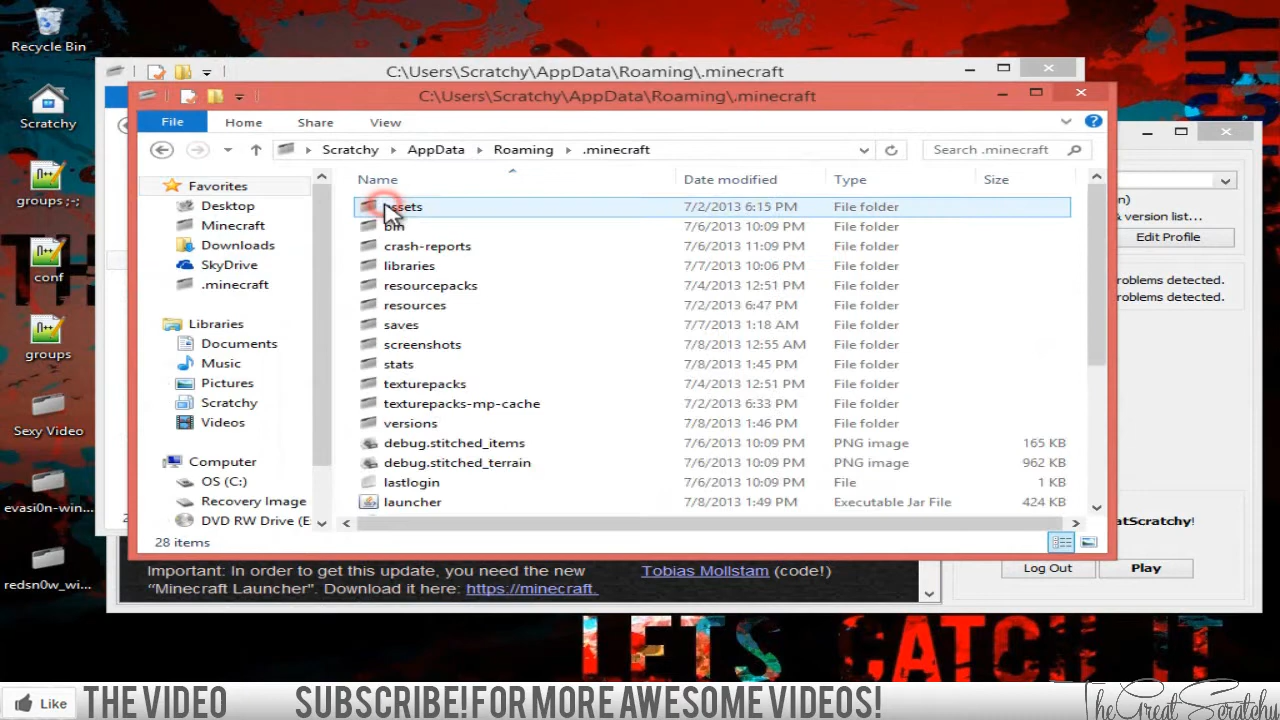 Recycle Bin
Scratchy
groups ;-;
conf
groups
Sexy Video
evasi0n-win...
redsn0w_wi...
C:\Users\Scratchy\AppData\Roaming\.minecraft
C:\Users\Scratchy\AppData\Roaming\.minecraft
File Home Share View
Scratchy AppData Roaming .minecraft
Search .minecraft
Name Date modified Type Size
Favorites
Desktop
Minecraft
Downloads
SkyDrive
.minecraft
Libraries
Documents
Music
Pictures
Scratchy
Videos
Computer
OS (C:)
Recovery Image
DVD RW Drive (E
assets 7/2/2013 6:15 PM File folder
bin 7/6/2013 10:09 PM File folder
crash-reports 7/6/2013 11:09 PM File folder
libraries 7/7/2013 10:06 PM File folder
resourcepacks 7/4/2013 12:51 PM File folder
resources 7/2/2013 6:47 PM File folder
saves 7/7/2013 1:18 AM File folder
screenshots 7/8/2013 12:55 AM File folder
stats 7/8/2013 1:45 PM File folder
texturepacks 7/4/2013 12:51 PM File folder
texturepacks-mp-cache 7/2/2013 6:33 PM File folder
versions 7/8/2013 1:46 PM File folder
debug.stitched_items 7/6/2013 10:09 PM PNG image 165 KB
debug.stitched_terrain 7/6/2013 10:09 PM PNG image 962 KB
lastlogin 7/6/2013 10:09 PM File 1 KB
launcher 7/8/2013 1:49 PM Executable Jar File 424 KB
28 items
& version list...
Edit Profile
roblems detected.
roblems detected.
atScratchy!
Log Out Play
Important: In order to get this update, you need the new
"Minecraft Launcher". Download it here: https://minecraft.
Tobias Mollstam (code!)
LETS CATCH IT
Like THE VIDEO SUBSCRIBE! FOR MORE AWESOME VIDEOS!
TheGreatScratchy